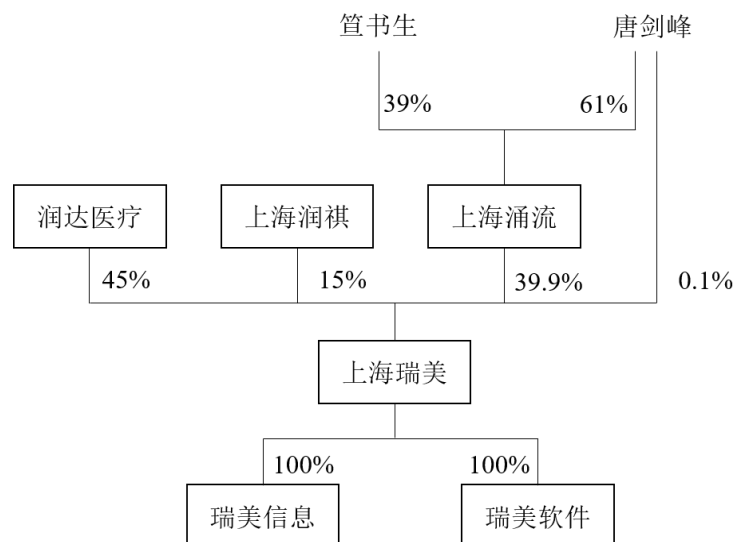 笪书生 唐剑峰
39% 61%
润达医疗 上海润祺 上海涌流
45% 15% 39.9% 0.1%
上海瑞美
100% 100%
瑞美信息 瑞美软件